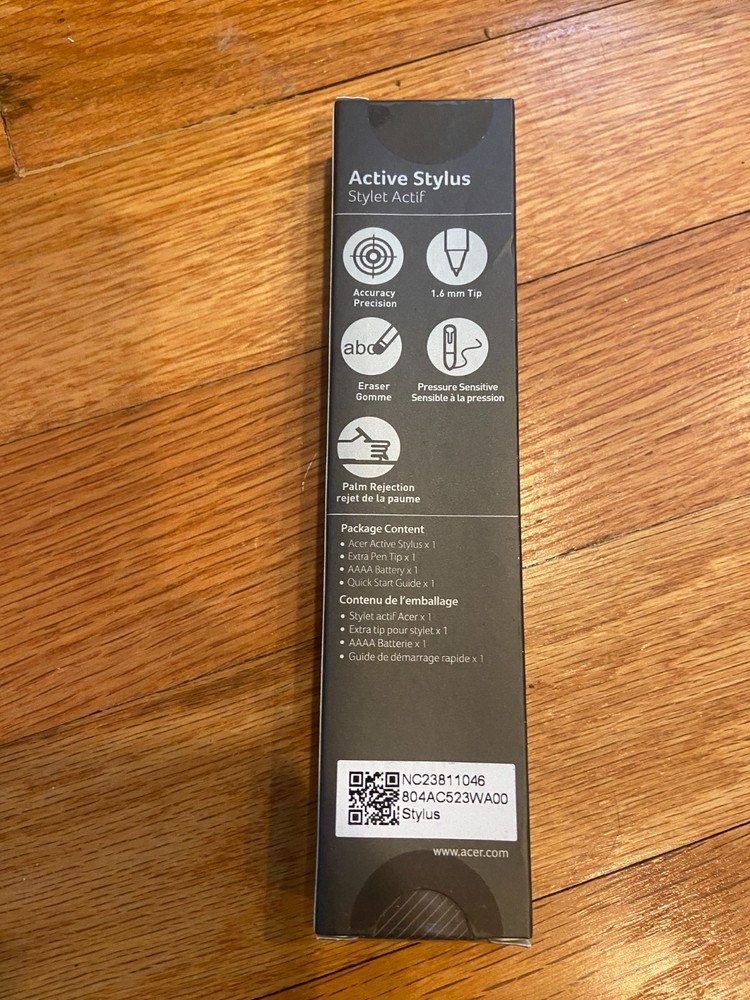 Active Stylus
Stylet Actif
Accuracy
Precision
1.6 mm Tip
abc
Eraser
Gomme
Pressure Sensitive
Sensible à la pression
Palm Rejection
rejet de la paume
Package Content
• Acer Active Stylus x 1
• Extra Pen Tip x 1
• AAAA Battery x 1
• Quick Start Guide x 1
Contenu de l'emballage
• Stylet actif Acer x 1
• Extra tip pour stylet x 1
• AAAA Batterie x 1
• Guide de démarrage rapide x 1
NC23811046
804AC523WA00
Stylus
www.acer.com